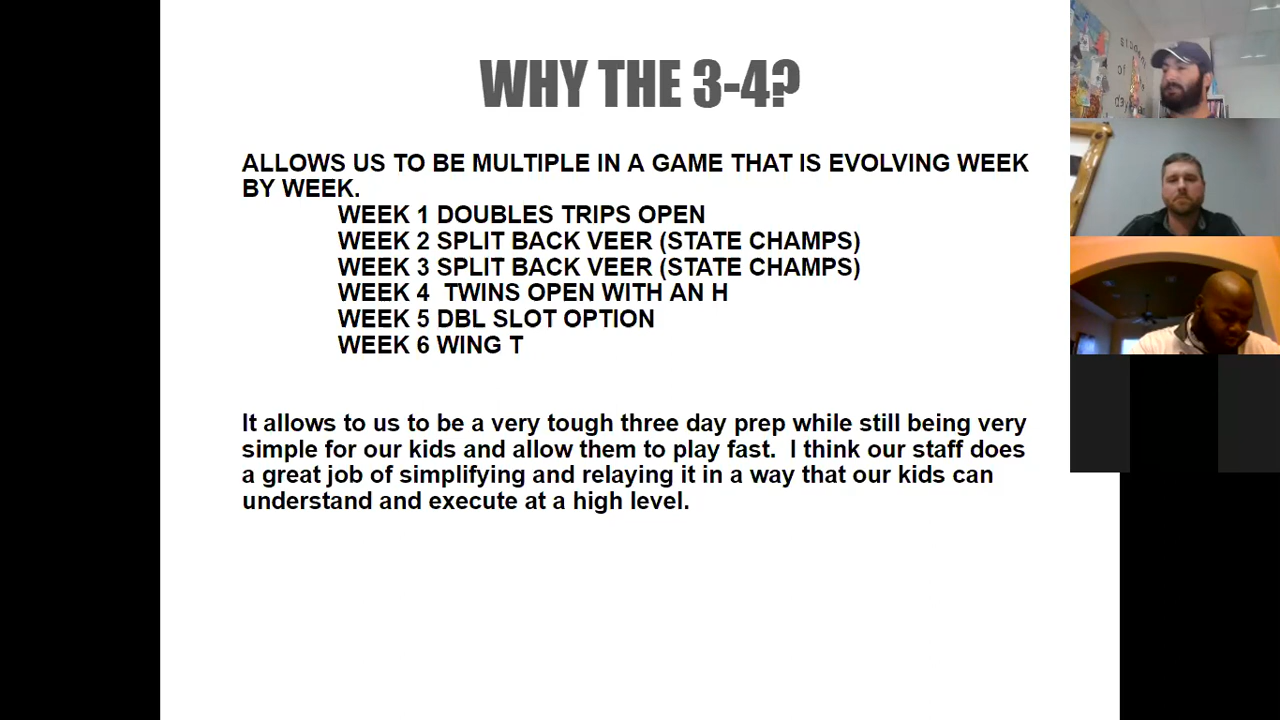 WHY THE 3-4?
ALLOWS US TO BE MULTIPLE IN A GAME THAT IS EVOLVING WEEK
BY WEEK.
WEEK 1 DOUBLES TRIPS OPEN
WEEK 2 SPLIT BACK VEER (STATE CHAMPS)
WEEK 3 SPLIT BACK VEER (STATE CHAMPS)
WEEK 4  TWINS OPEN WITH AN H
WEEK 5 DBL SLOT OPTION
WEEK 6 WING T
It allows to us to be a very tough three day prep while still being very
simple for our kids and allow them to play fast.  I think our staff does
a great job of simplifying and relaying it in a way that our kids can
understand and execute at a high level.